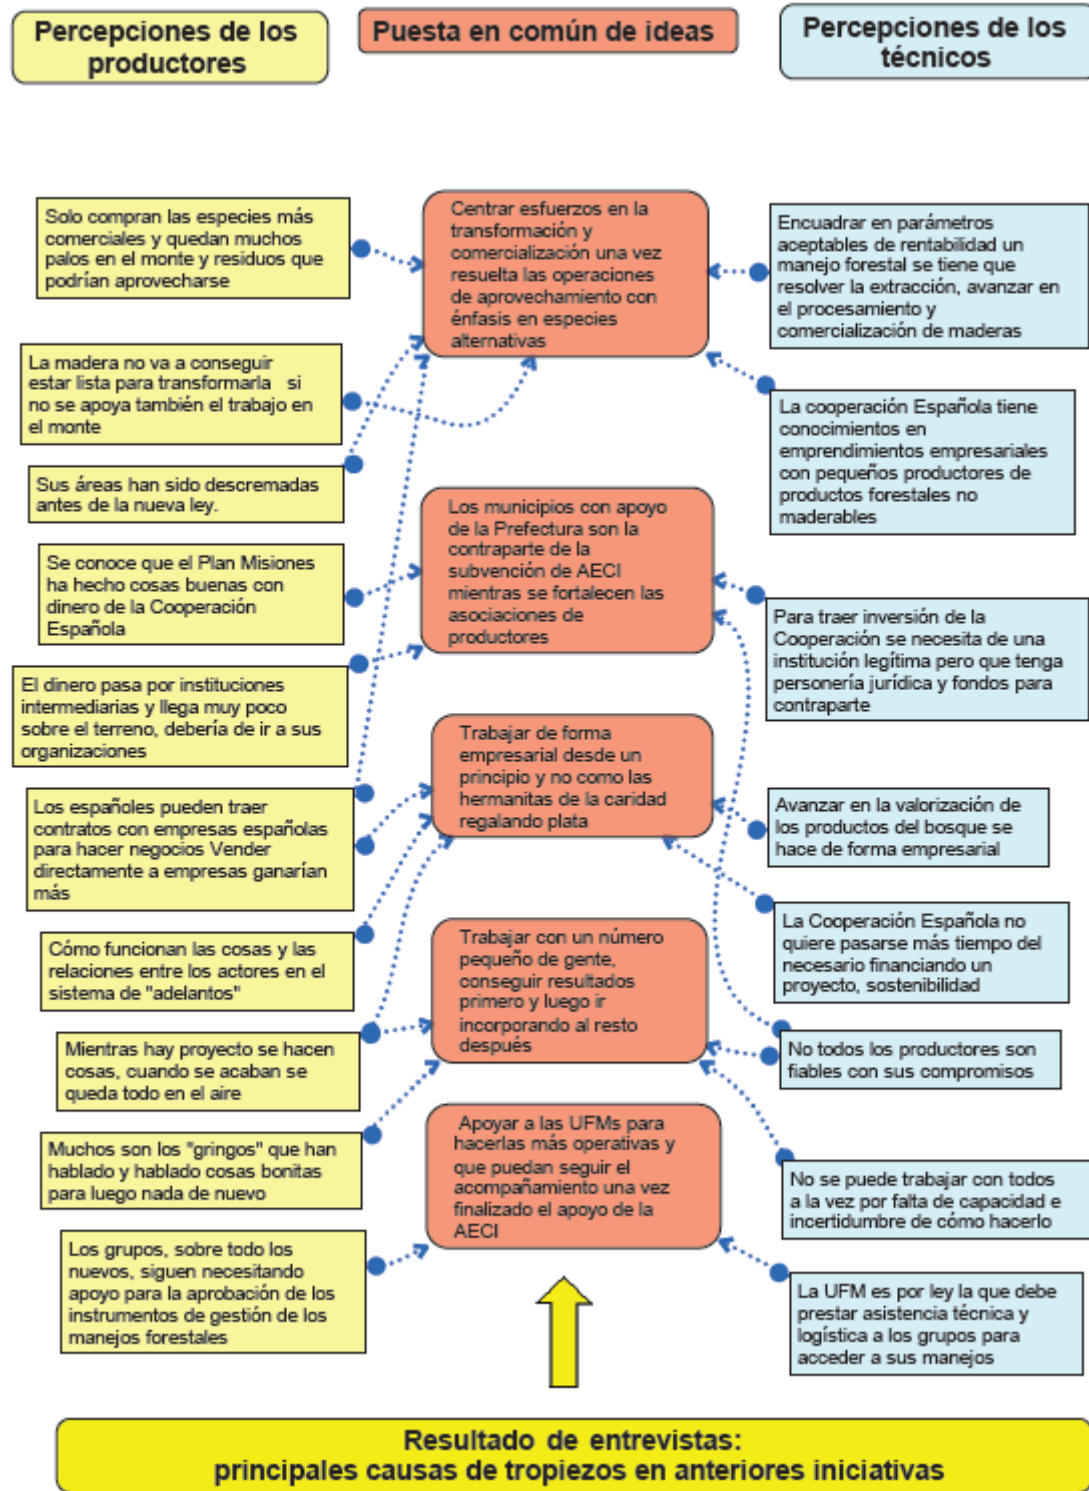 Percepciones de los
productores
Puesta en común de ideas
Percepciones de los
técnicos
Solo compran las especies más
comerciales y quedan muchos
palos en el monte y residuos que
podrían aprovecharse
La madera no va a conseguir
estar lista para transformarla si
no se apoya también el trabajo en
el monte
Sus áreas han sido descremadas
antes de la nueva ley.
Se conoce que el Plan Misiones
ha hecho cosas buenas con
dinero de la Cooperación
Española
El dinero pasa por instituciones
intermediarias y llega muy poco
sobre el terreno, debería de ir a sus
organizaciones
Los españoles pueden traer
contratos con empresas españolas
para hacer negocios Vender
directamente a empresas ganarían
más
Cómo funcionan las cosas y las
relaciones entre los actores en el
sistema de "adelantos"
Mientras hay proyecto se hacen
cosas, cuando se acaban se
queda todo en el aire
Muchos son los "gringos" que han
hablado y hablado cosas bonitas
para luego nada de nuevo
Los grupos, sobre todo los
nuevos, siguen necesitando
apoyo para la aprobación de los
instrumentos de gestión de los
manejos forestales
Centrar esfuerzos en la
transformación y
comercialización una vez
resuelta las operaciones
de aprovechamiento con
énfasis en especies
alternativas
Los municipios con apoyo
de la Prefectura son la
contraparte de la
subvención de AECI
mientras se fortalecen las
asociaciones de
productores
Trabajar de forma
empresarial desde un
principio y no como las
hermanitas de la caridad
regalando plata
Trabajar con un número
pequeño de gente,
conseguir resultados
primero y luego ir
incorporando al resto
después
Apoyar a las UFMs para
hacerlas más operativas y
que puedan seguir el
acompañamiento una vez
finalizado el apoyo de la
AECI
Encuadrar en parámetros
aceptables de rentabilidad un
manejo forestal se tiene que
resolver la extracción, avanzar en
el procesamiento y
comercialización de maderas
La cooperación Española tiene
conocimientos en
emprendimientos empresariales
con pequeños productores de
productos forestales no
maderables
Para traer inversión de la
Cooperación se necesita de una
institución legítima pero que tenga
personería jurídica y fondos para
contraparte
Avanzar en la valorización de
los productos del bosque se
hace de forma empresarial
La Cooperación Española no
quiere pasarse más tiempo del
necesario financiando un
proyecto, sostenibilidad
No todos los productores son
fiables con sus compromisos
No se puede trabajar con todos
a la vez por falta de capacidad e
incertidumbre de cómo hacerlo
La UFM es por ley la que debe
prestar asistencia técnica y
logística a los grupos para
acceder a sus manejos
Resultado de entrevistas:
principales causas de tropiezos en anteriores iniciativas